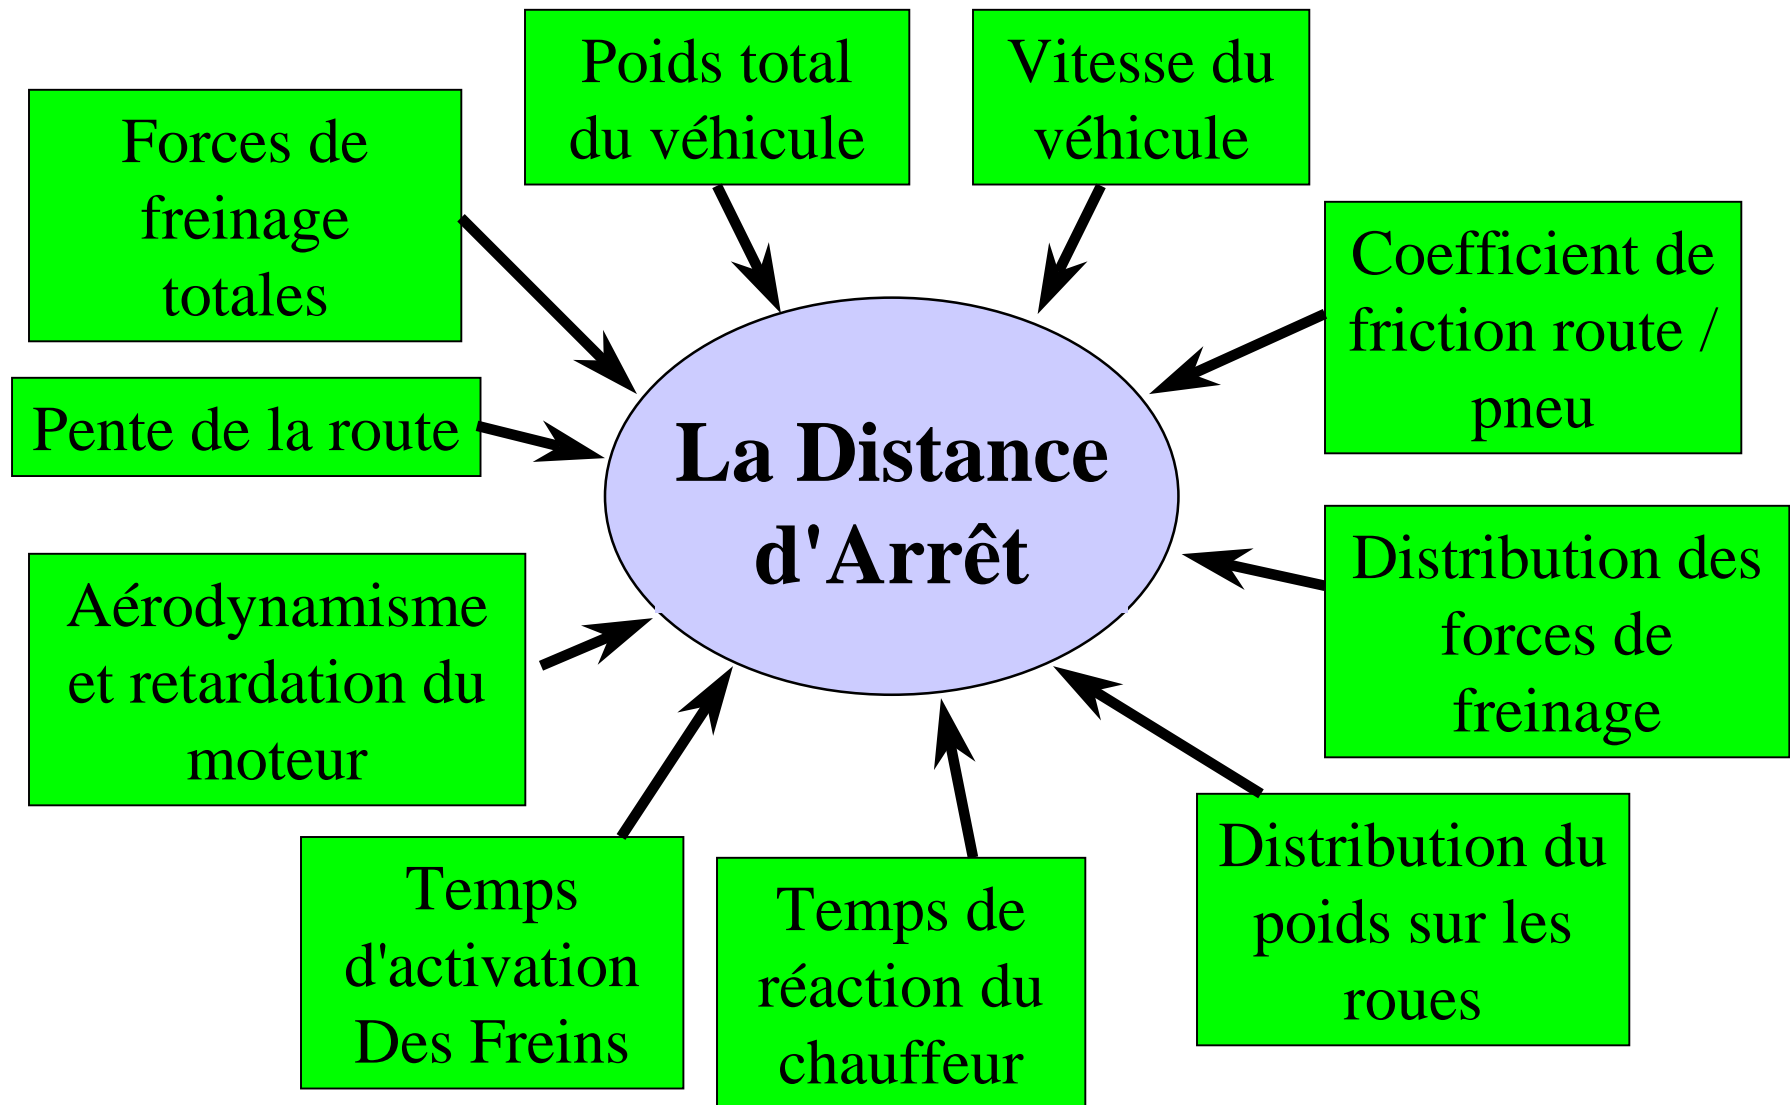 Poids total
du véhicule
Vitesse du
véhicule
Forces de
freinage
totales
Coefficient de
friction route /
pneu
Pente de la route
La Distance
d'Arrêt
Distribution des
forces de
freinage
Aérodynamisme
et retardation du
moteur
Distribution du
poids sur les
roues
Temps
d'activation
Des Freins
Temps de
réaction du
chauffeur